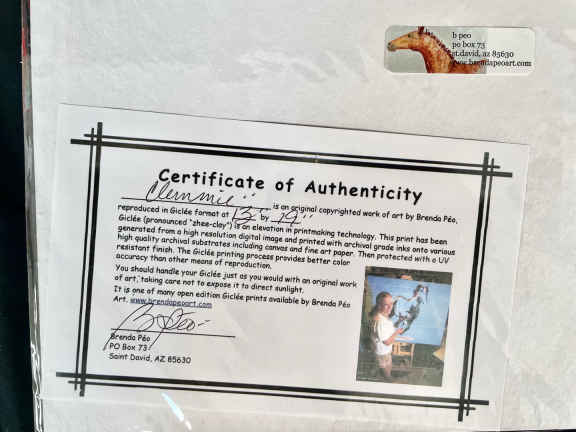 b peo
po box 73
st.david, az 85630
www.brendapeoart.com
Certificate of Authenticity
"Clemmie" is an original copyrighted work of art by Brenda Péo,
reproduced in Giclée format at 13" by 19"
Giclée (pronounced "zhee-clay") is an elevation in printmaking technology. This print has been
generated from a high resolution digital image and printed with archival grade inks onto various
high quality archival substrates including canvas and fine art paper. Then protected with a UV
resistant finish. The Giclée printing process provides better color
accuracy than other means of reproduction.
You should handle your Giclée just as you would with an original work
of art, taking care not to expose it to direct sunlight.
It is one of many open edition Giclée prints available by Brenda Péo
Art. www.brendapeoart.com
B Péo
Brenda Péo
PO Box 73
Saint David, AZ 85630